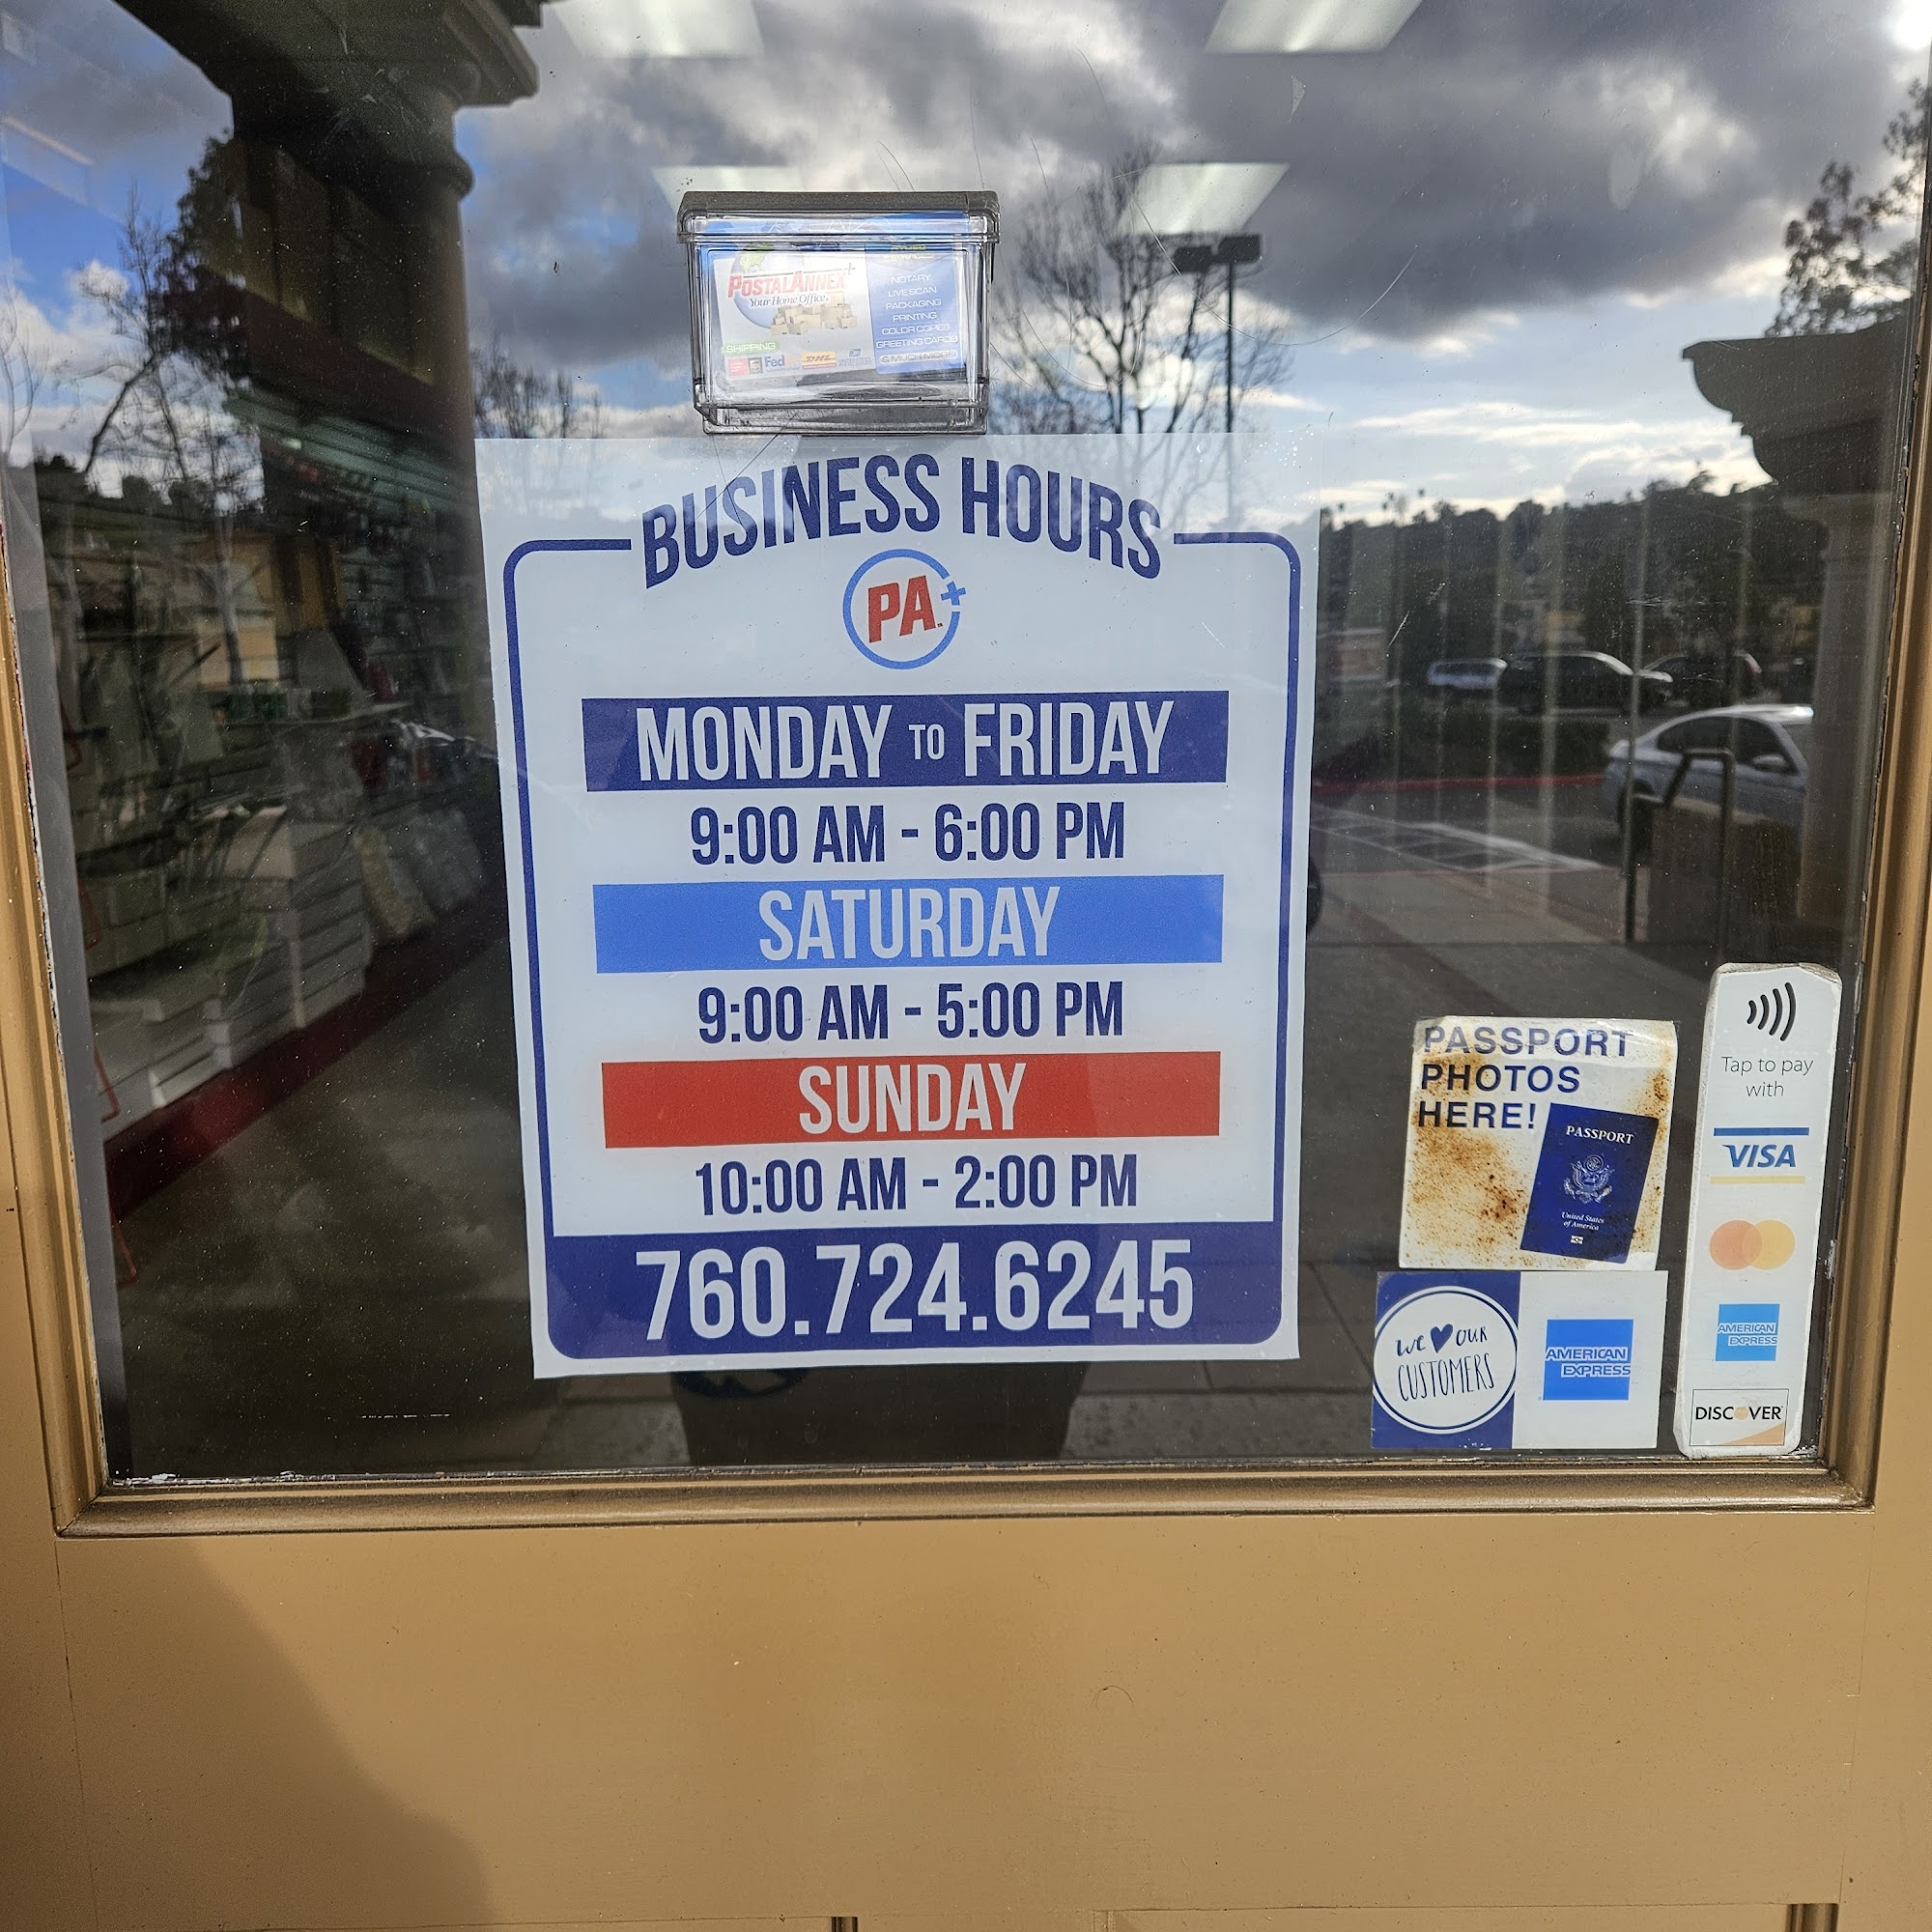 POSTALANNEX+
Your Home Office.
NOTARY
LIVE SCAN
PACKAGING
PRINTING
COLOR COPIES
GREETING CARDS
& MUCH MORE!
SHIPPING
FedEx
DHL
BUSINESS HOURS
PA+
MONDAY TO FRIDAY
9:00 AM - 6:00 PM
SATURDAY
9:00 AM - 5:00 PM
SUNDAY
10:00 AM - 2:00 PM
760.724.6245
PASSPORT
PHOTOS
HERE!
PASSPORT
United States
of America
WE OUR
CUSTOMERS
AMERICAN
EXPRESS
Tap to pay
with
VISA
AMERICAN
EXPRESS
DISCOVER